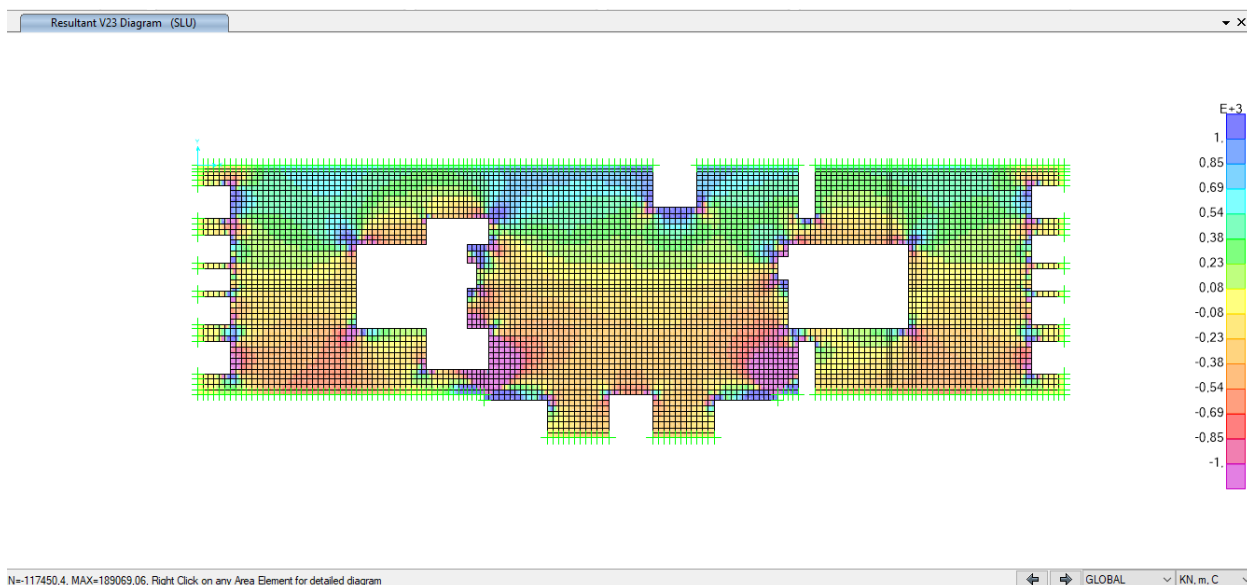 Resultant V23 Diagram   (SLU)
E+3
1.
0.85
0.69
0.54
0.38
0.23
0.08
-0.08
-0.23
-0.38
-0.54
-0.69
-0.85
-1.
N=-117450.4, MAX=189069.06, Right Click on any Area Element for detailed diagram
GLOBAL
KN, m, C